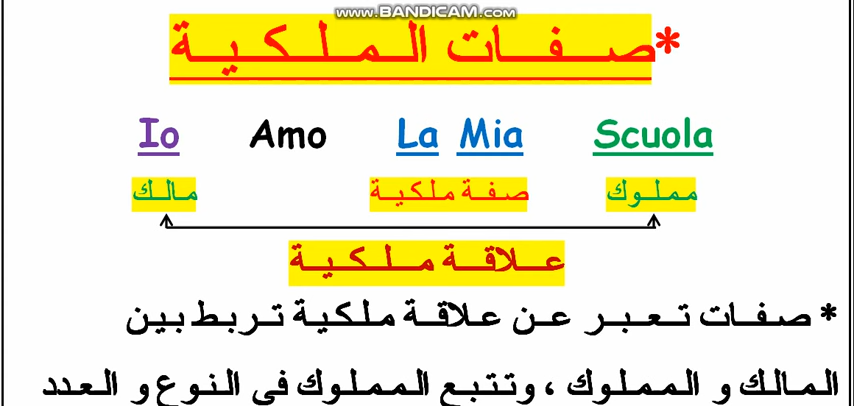 www.BANDICAM.com
*صفات الملكية
Io Amo La Mia Scuola
مالك صفة ملكية مملوك
علاقة ملكية
* صفات تعبر عن علاقة ملكية تربط بين
المالك و المملوك ، وتتبع المملوك في النوع و العدد